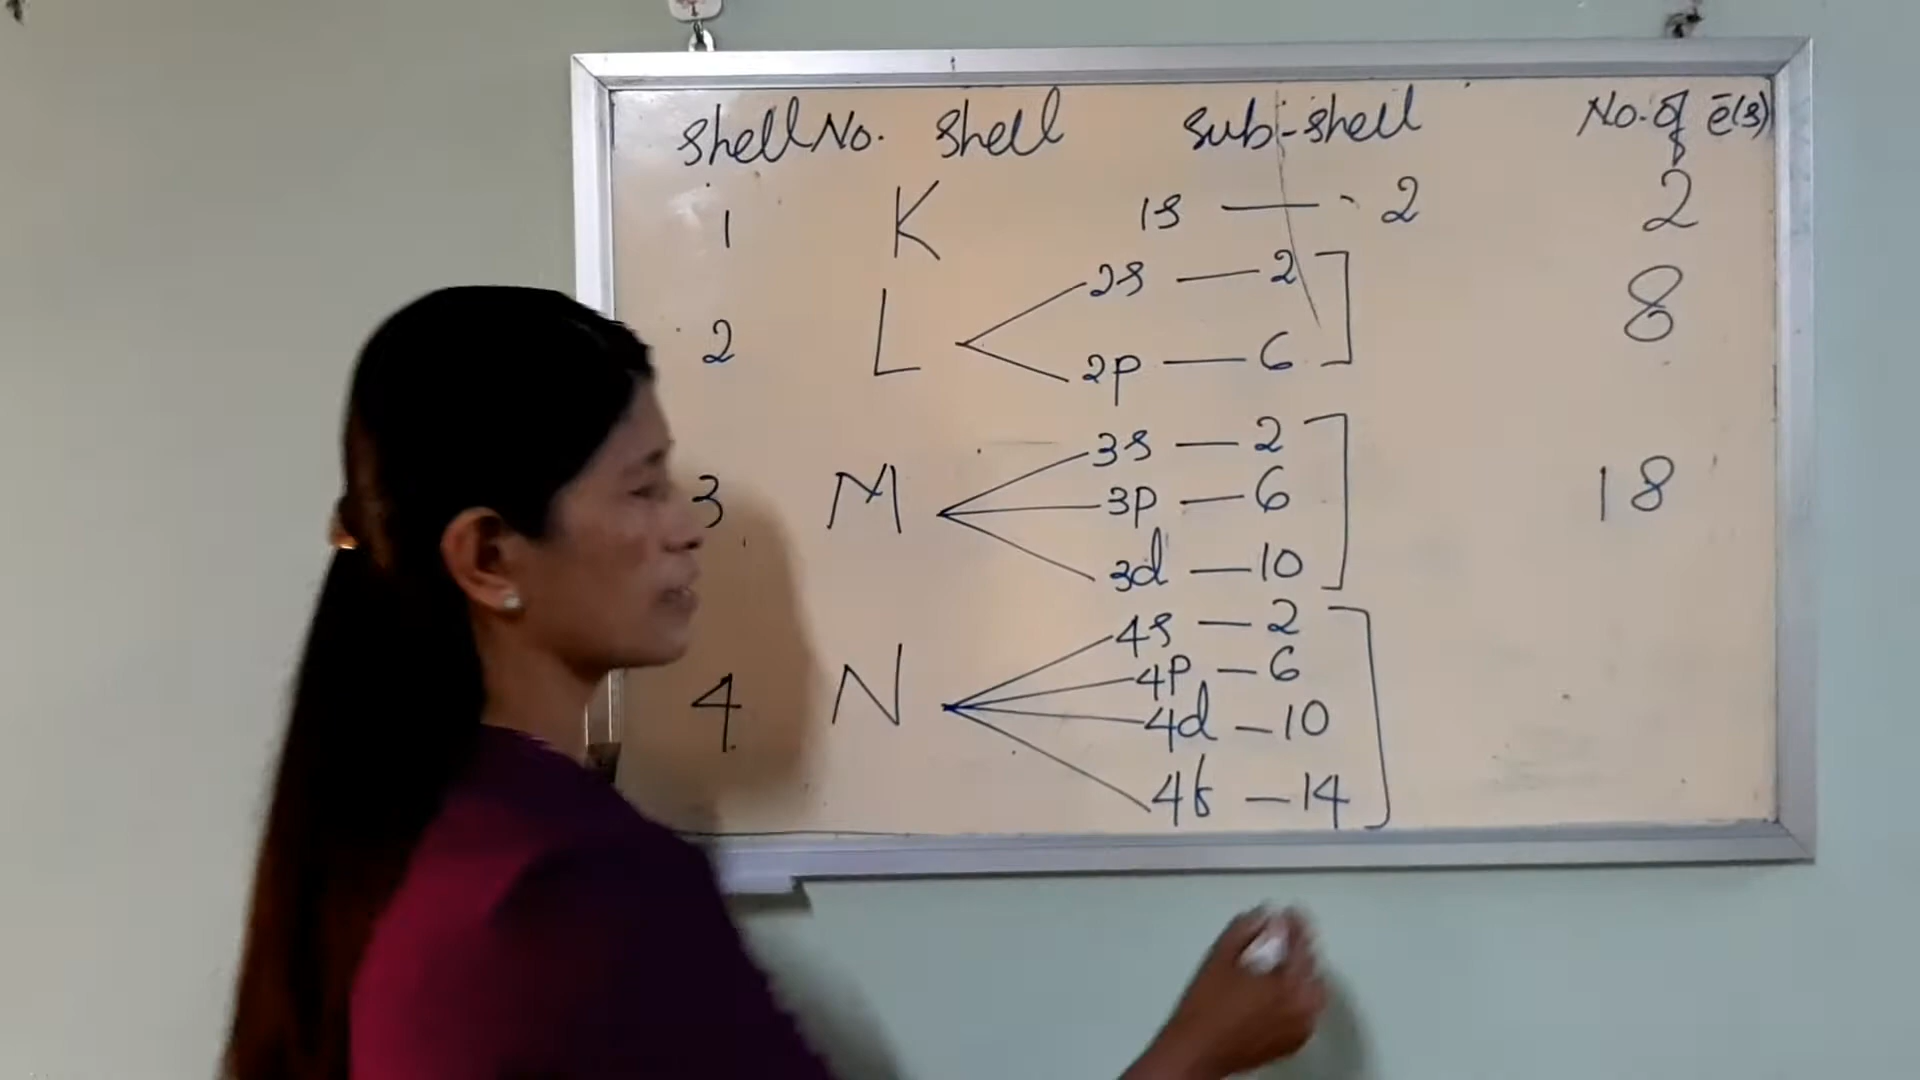 Shell No. Shell Sub-shell No. of ē(s)
1 K 1s — 2 2
2s — 2
2 L 8
2p — 6
3s — 2
3 M 3p — 6 18
3d — 10
4s — 2
4p — 6
4 N 4d — 10
4f — 14